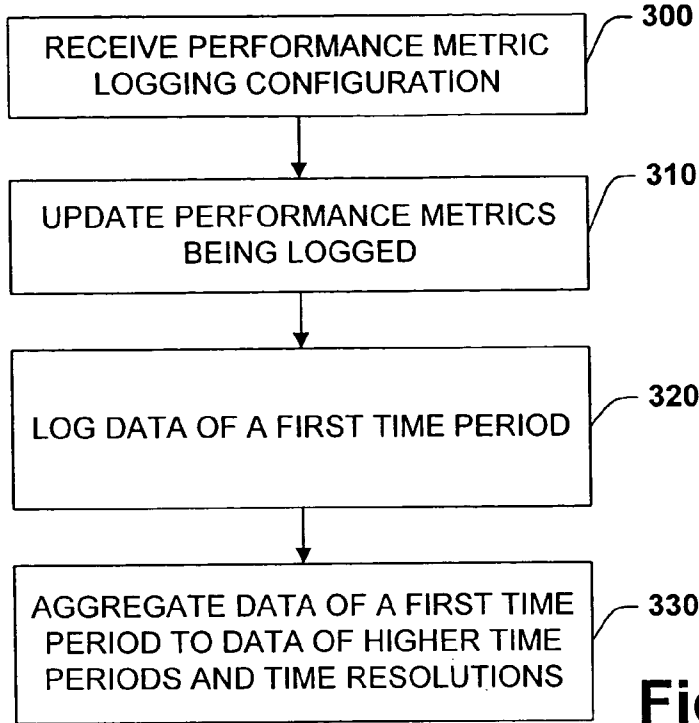 300
RECEIVE PERFORMANCE METRIC
LOGGING CONFIGURATION
310
UPDATE PERFORMANCE METRICS
BEING LOGGED
320
LOG DATA OF A FIRST TIME PERIOD
330
AGGREGATE DATA OF A FIRST TIME
PERIOD TO DATA OF HIGHER TIME
PERIODS AND TIME RESOLUTIONS